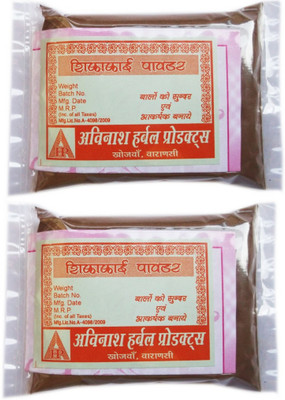 शिकाकाई पावडर
Weight
Batch No.
Mfg. Date
M.R.P.
(Inc. of all Taxes)
Mfg.Lic.No.A-4098/2009
बालों को सुन्दर
एवं
आकर्षक बनाये
अविनाश हर्बल प्रोडक्ट्स
खोजवाँ, वाराणसी
शिकाकाई पावडर
Weight
Batch No.
Mfg. Date
M.R.P.
(Inc. of all Taxes)
Mfg.Lic.No.A-4098/2009
बालों को सुन्दर
एवं
आकर्षक बनाये
अविनाश हर्बल प्रोडक्ट्स
खोजवाँ, वाराणसी